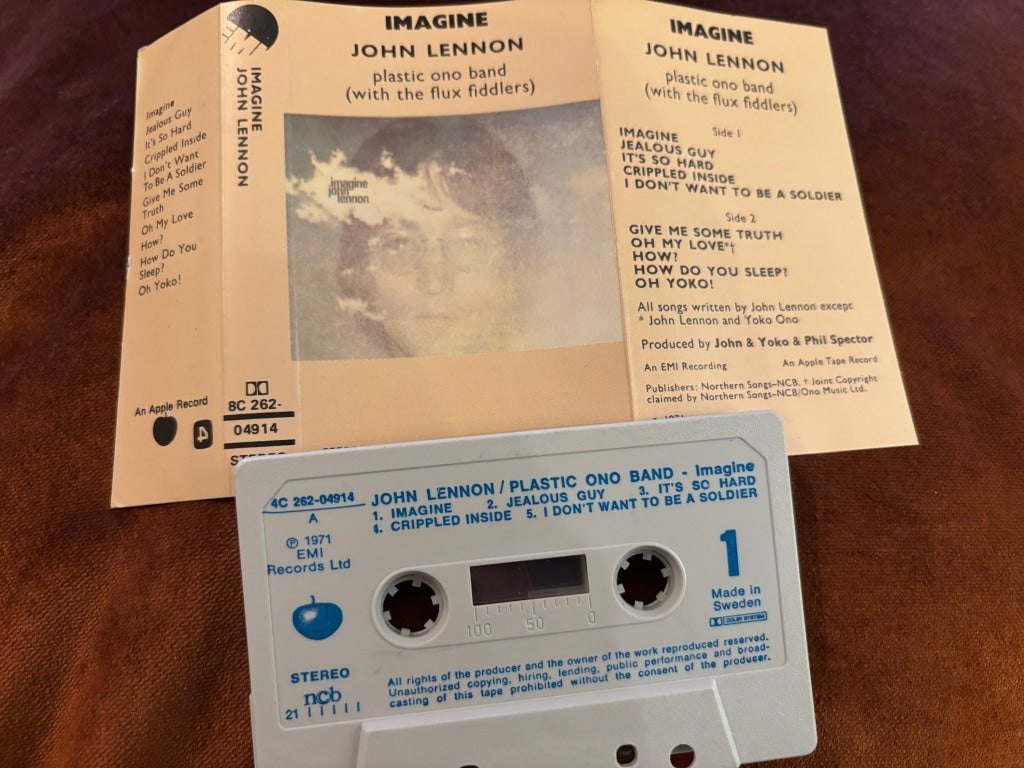 Imagine
Jealous Guy
It's So Hard
Crippled Inside
I Don't Want
To Be A Soldier
Give Me Some
Truth
Oh My Love
How?
How Do You
Sleep?
Oh Yoko!
An Apple Record
4
IMAGINE
JOHN LENNON
8C 262-
04914
STEREO
IMAGINE
JOHN LENNON
plastic ono band
(with the flux fiddlers)
imagine
john
lennon
IMAGINE
JOHN LENNON
plastic ono band
(with the flux fiddlers)
Side 1
IMAGINE
JEALOUS GUY
IT'S SO HARD
CRIPPLED INSIDE
I DON'T WANT TO BE A SOLDIER
Side 2
GIVE ME SOME TRUTH
OH MY LOVE*†
HOW?
HOW DO YOU SLEEP?
OH YOKO!
All songs written by John Lennon except
* John Lennon and Yoko Ono
Produced by John & Yoko & Phil Spector
An EMI Recording An Apple Tape Record
Publishers: Northern Songs-NCB. † Joint Copyright
claimed by Northern Songs-NCB/Ono Music Ltd.
4C 262-04914
A
JOHN LENNON / PLASTIC ONO BAND - Imagine
1. IMAGINE 2. JEALOUS GUY 3. IT'S SO HARD
4. CRIPPLED INSIDE 5. I DON'T WANT TO BE A SOLDIER
℗ 1971
EMI
Records Ltd
1
Made in
Sweden
DOLBY SYSTEM
100 50 0
STEREO
ncb
21
All rights of the producer and the owner of the work reproduced reserved.
Unauthorized copying, hiring, lending, public performance and broad-
casting of this tape prohibited without the consent of the producer.